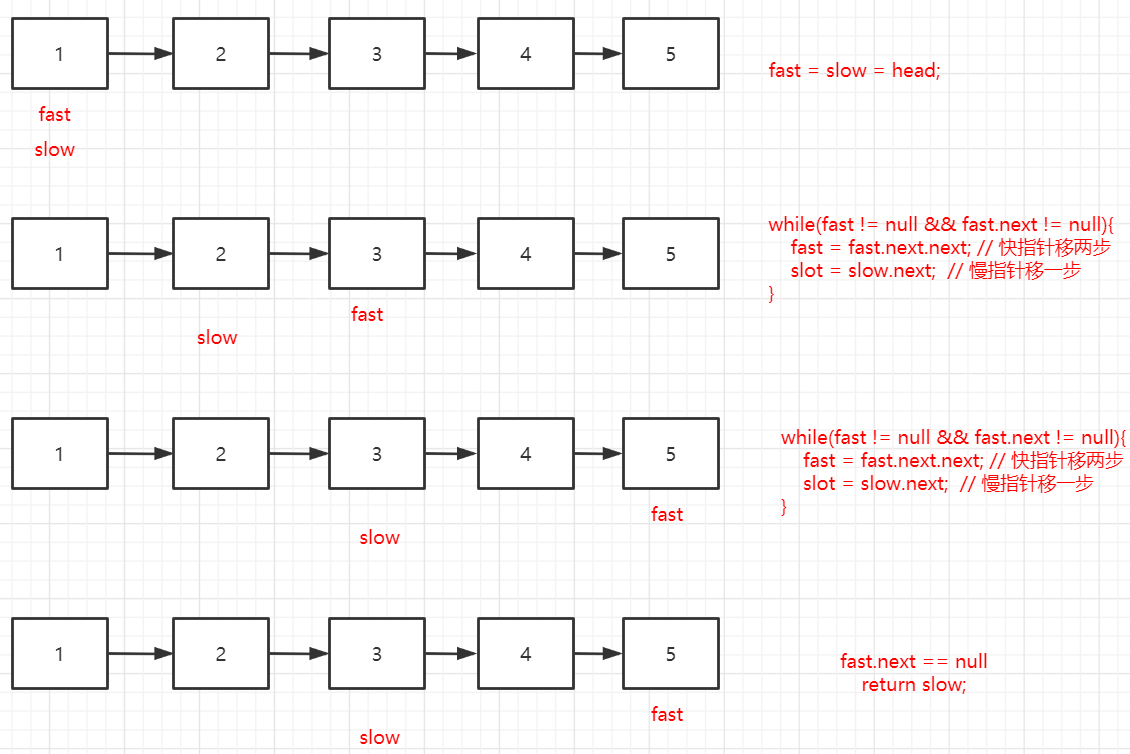 1 2 3 4 5
fast = slow = head;
fast
slow
1 2 3 4 5
while(fast != null && fast.next != null){
fast = fast.next.next; // 快指针移两步
slot = slow.next; // 慢指针移一步
}
fast
slow
1 2 3 4 5
while(fast != null && fast.next != null){
fast = fast.next.next; // 快指针移两步
slot = slow.next; // 慢指针移一步
}
fast
slow
1 2 3 4 5
fast.next == null
return slow;
fast
slow